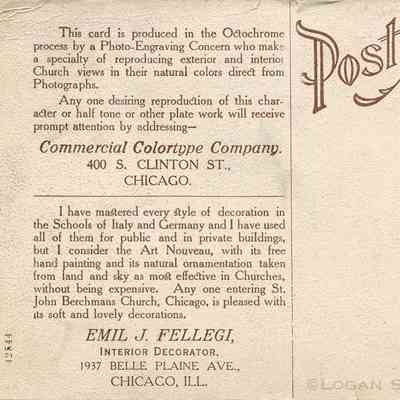 This card is produced in the Octochrome
process by a Photo-Engraving Concern who make
a specialty of reproducing exterior and interior
Church views in their natural colors direct from
Photographs.
Any one desiring reproduction of this char-
acter or half tone or other plate work will receive
prompt attention by addressing—
Commercial Colortype Company.
400 S. CLINTON ST.,
CHICAGO.
I have mastered every style of decoration in
the Schools of Italy and Germany and I have used
all of them for public and in private buildings,
but I consider the Art Nouveau, with its free
hand painting and its natural ornamentation taken
from land and sky as most effective in Churches,
without being expensive. Any one entering St.
John Berchmans Church, Chicago, is pleased with
its soft and lovely decorations.
EMIL J. FELLEGI,
INTERIOR DECORATOR,
1937 BELLE PLAINE AVE.,
CHICAGO, ILL.
42844
Post
©LOGAN S